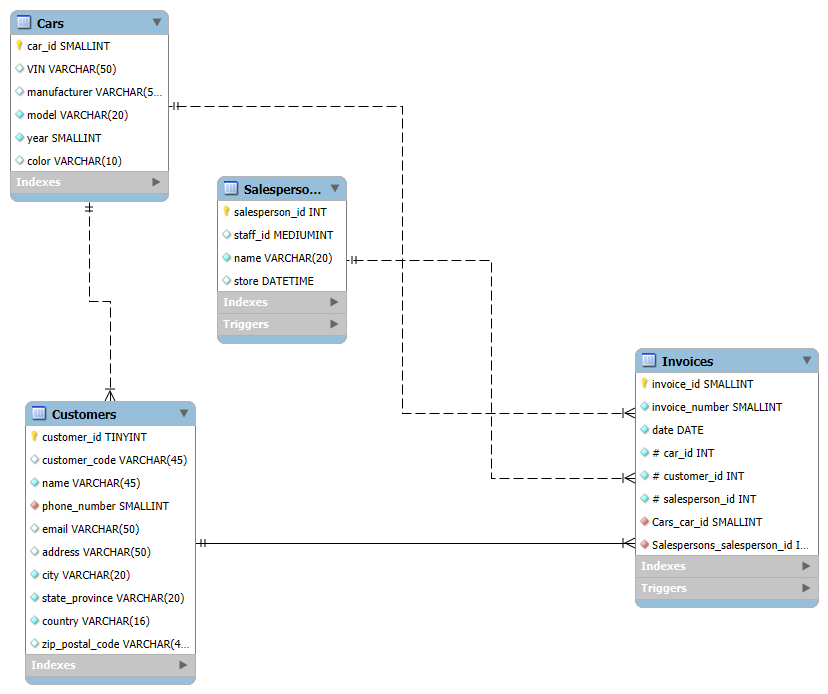 Cars
car_id SMALLINT
VIN VARCHAR(50)
manufacturer VARCHAR(5...
model VARCHAR(20)
year SMALLINT
color VARCHAR(10)
Indexes
Salesperso...
salesperson_id INT
staff_id MEDIUMINT
name VARCHAR(20)
store DATETIME
Indexes
Triggers
Invoices
invoice_id SMALLINT
invoice_number SMALLINT
date DATE
# car_id INT
# customer_id INT
# salesperson_id INT
Cars_car_id SMALLINT
Salespersons_salesperson_id I...
Indexes
Triggers
Customers
customer_id TINYINT
customer_code VARCHAR(45)
name VARCHAR(45)
phone_number SMALLINT
email VARCHAR(50)
address VARCHAR(50)
city VARCHAR(20)
state_province VARCHAR(20)
country VARCHAR(16)
zip_postal_code VARCHAR(4...
Indexes